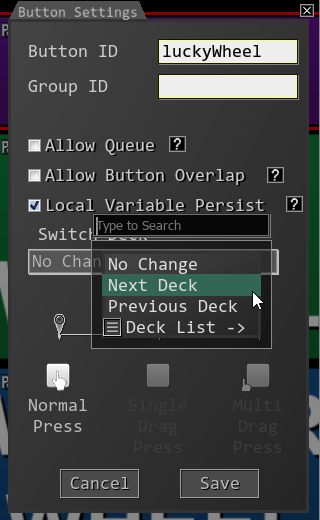 Button Settings
Button ID
luckyWheel
Group ID
Allow Queue ?
Allow Button Overlap ?
Local Variable Persist ?
Type to Search
Switch Deck
No Chan
No Change
Next Deck
Previous Deck
Deck List ->
Normal
Press
Single
Drag
Press
Multi
Drag
Press
Cancel
Save